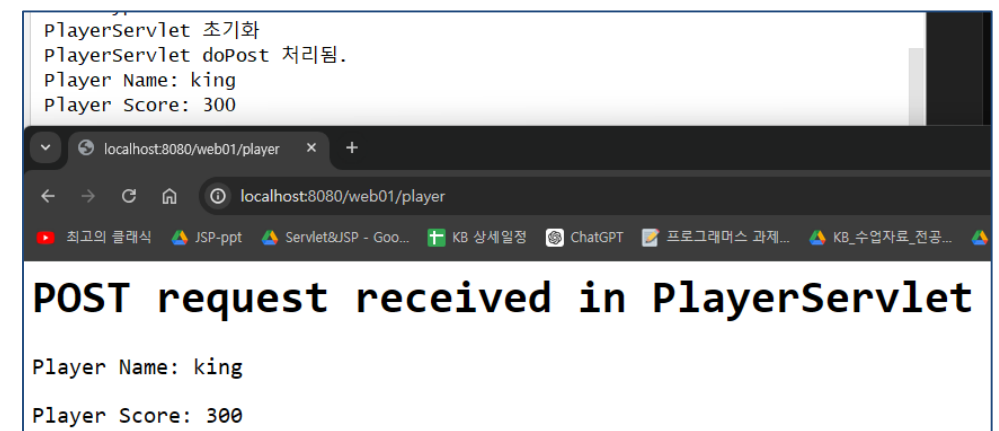 PlayerServlet 초기화
PlayerServlet doPost 처리됨.
Player Name: king
Player Score: 300
localhost:8080/web01/player
localhost:8080/web01/player
최고의 클래식 JSP-ppt Servlet&JSP - Goo... KB 상세일정 ChatGPT 프로그래머스 과제... KB_수업자료_전공...
POST request received in PlayerServlet
Player Name: king
Player Score: 300